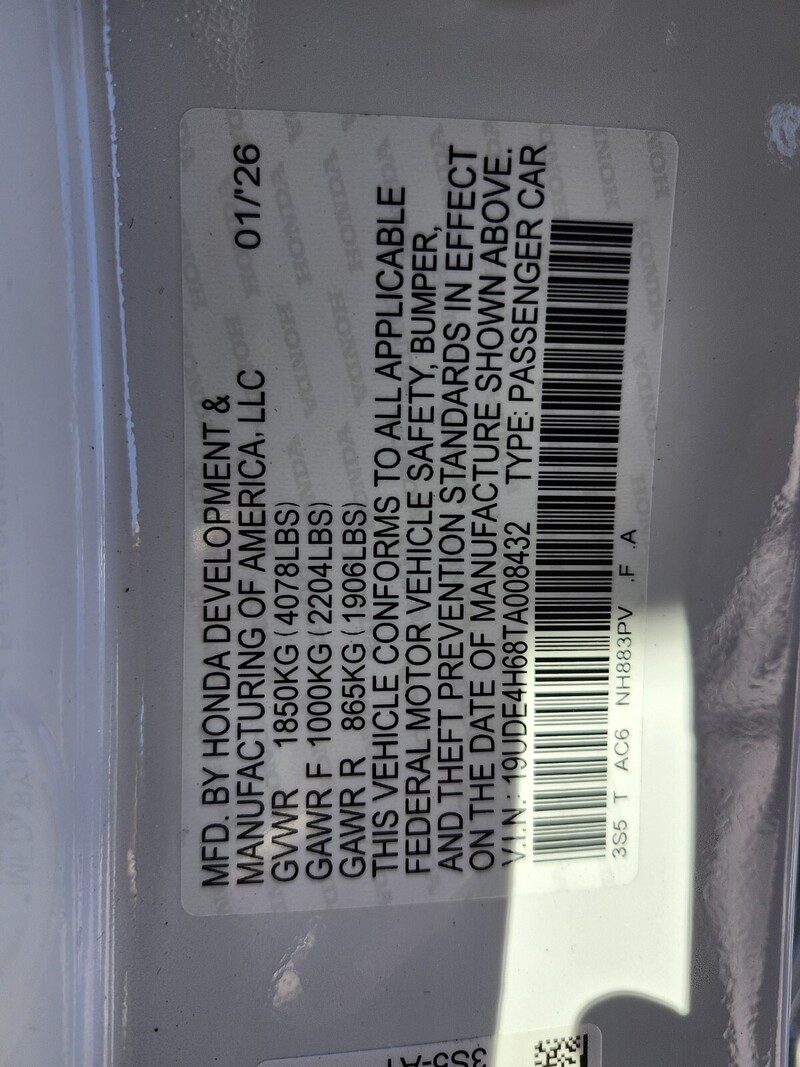 MFD. BY HONDA DEVELOPMENT &
MANUFACTURING OF AMERICA, LLC 01/'26
GVWR 1850KG (4078LBS)
GAWR F 1000KG (2204LBS)
GAWR R 865KG (1906LBS)
THIS VEHICLE CONFORMS TO ALL APPLICABLE
FEDERAL MOTOR VEHICLE SAFETY, BUMPER,
AND THEFT PREVENTION STANDARDS IN EFFECT
ON THE DATE OF MANUFACTURE SHOWN ABOVE.
V.I.N.: 19UDE4H68TA008432 TYPE: PASSENGER CAR
3S5 T AC6 NH883PV .F .A
HONDA